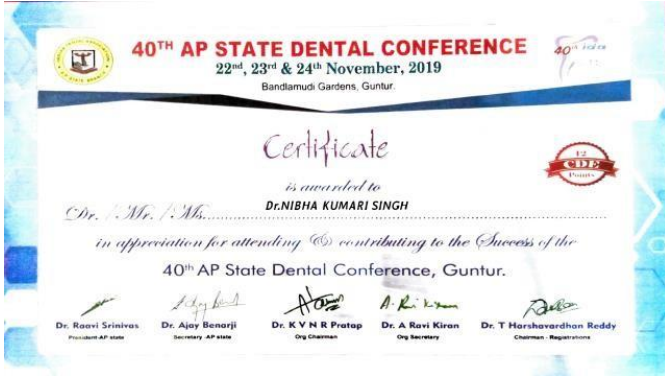 40TH AP STATE DENTAL CONFERENCE
22nd, 23rd & 24th November, 2019
Bandlamudi Gardens, Guntur.
40th
Certificate
12
CDE
Points
is awarded to
Dr. / Mr. / Ms. Dr.NIBHA KUMARI SINGH
in appreciation for attending & contributing to the Success of the
40th AP State Dental Conference, Guntur.
A. Ravi Kiran
Dr. Raavi Srinivas Dr. Ajay Benarji Dr. K V N R Pratap Dr. A Ravi Kiran Dr. T Harshavardhan Reddy
President-AP state Secretary -AP state Org Chairman Org Secretary Chairman - Registrations